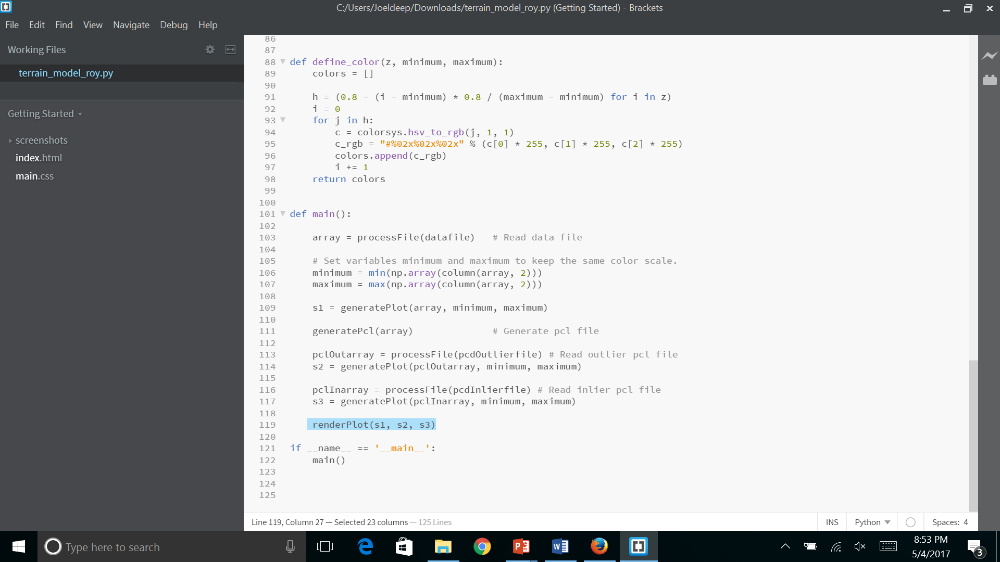 C:/Users/Joeldeep/Downloads/terrain_model_roy.py (Getting Started) - Brackets
File Edit Find View Navigate Debug Help
Working Files
terrain_model_roy.py
Getting Started
screenshots
index.html
main.css
86
87
88 def define_color(z, minimum, maximum):
89     colors = []
90
91     h = (0.8 - (i - minimum) * 0.8 / (maximum - minimum) for i in z)
92     i = 0
93     for j in h:
94         c = colorsys.hsv_to_rgb(j, 1, 1)
95         c_rgb = "#%02x%02x%02x" % (c[0] * 255, c[1] * 255, c[2] * 255)
96         colors.append(c_rgb)
97         i += 1
98     return colors
99
100
101 def main():
102
103     array = processFile(datafile)   # Read data file
104
105     # Set variables minimum and maximum to keep the same color scale.
106     minimum = min(np.array(column(array, 2)))
107     maximum = max(np.array(column(array, 2)))
108
109     s1 = generatePlot(array, minimum, maximum)
110
111     generatePcl(array)              # Generate pcl file
112
113     pclOutarray = processFile(pcdOutlierfile) # Read outlier pcl file
114     s2 = generatePlot(pclOutarray, minimum, maximum)
115
116     pclInarray = processFile(pcdInlierfile) # Read inlier pcl file
117     s3 = generatePlot(pclInarray, minimum, maximum)
118
119     renderPlot(s1, s2, s3)
120
121 if __name__ == '__main__':
122     main()
123
124
125
Line 119, Column 27 — Selected 23 columns — 125 Lines
INS Python Spaces: 4
Type here to search
8:53 PM
5/4/2017
3